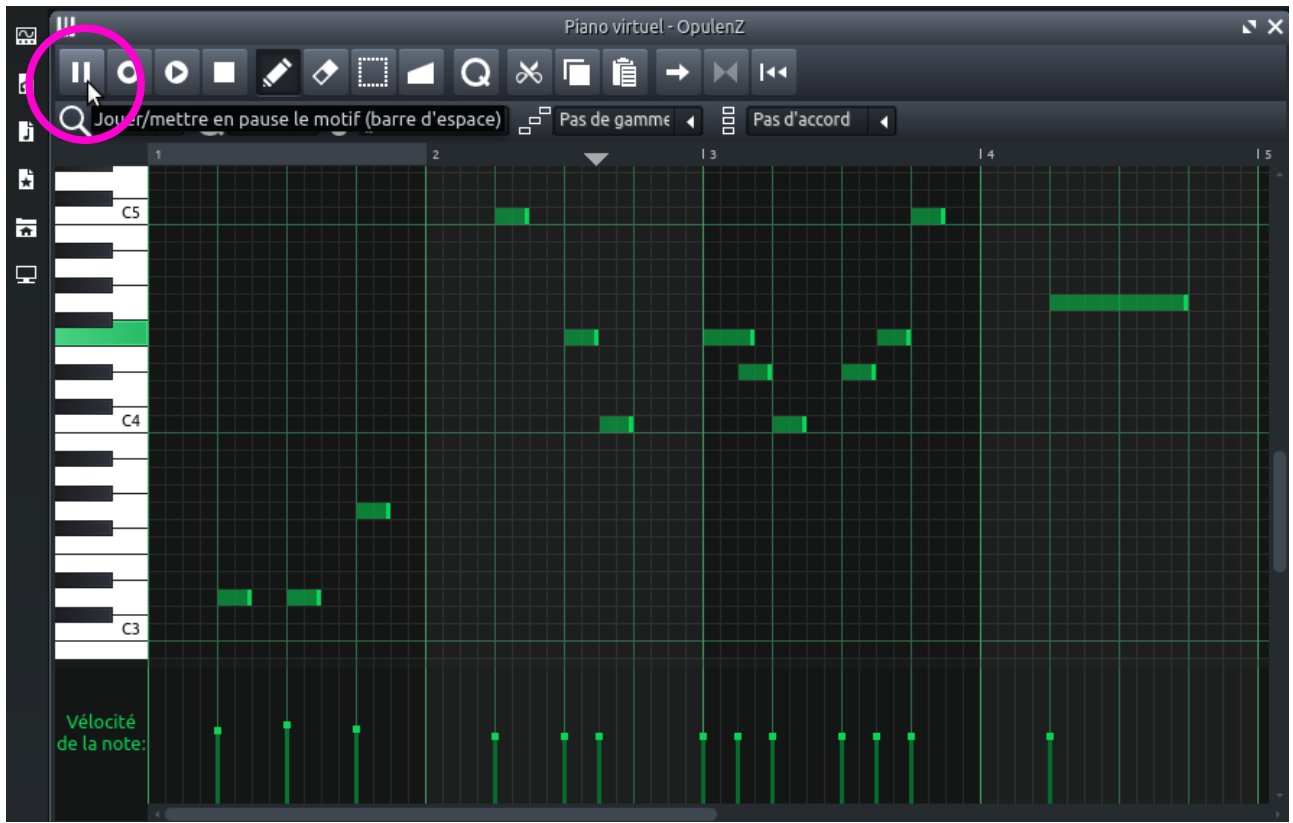 Piano virtuel - OpulenZ
Jouer/mettre en pause le motif (barre d'espace)
Pas de gamme
Pas d'accord
1
2
3
4
5
C5
C4
C3
Vélocité
de la note: